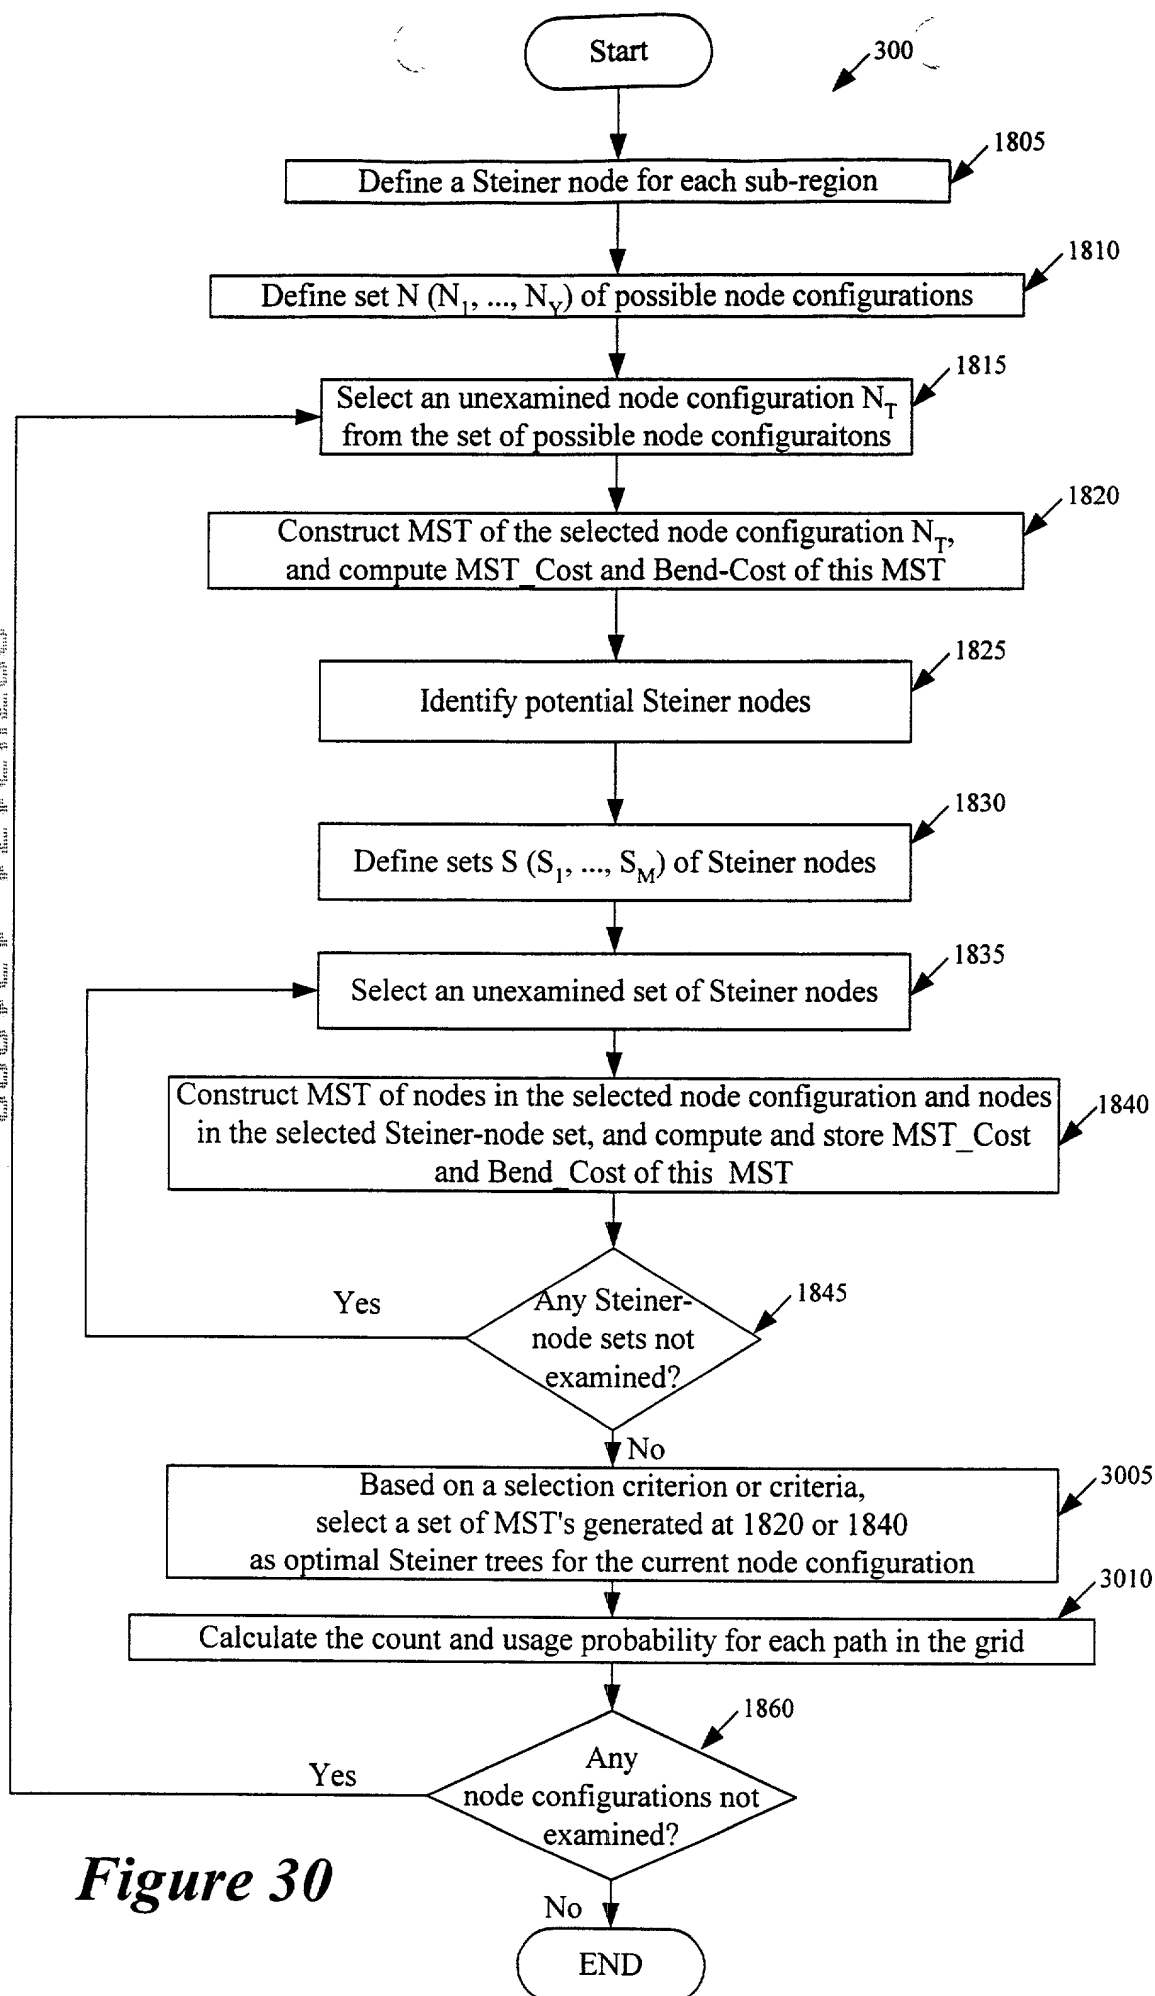 Start
300
1805
Define a Steiner node for each sub-region
1810
Define set N (N1, ..., NY) of possible node configurations
1815
Select an unexamined node configuration NT
from the set of possible node configuraitons
1820
Construct MST of the selected node configuration NT,
and compute MST_Cost and Bend-Cost of this MST
1825
Identify potential Steiner nodes
1830
Define sets S (S1, ..., SM) of Steiner nodes
1835
Select an unexamined set of Steiner nodes
1840
Construct MST of nodes in the selected node configuration and nodes
in the selected Steiner-node set, and compute and store MST_Cost
and Bend_Cost of this MST
1845
Yes
Any Steiner-
node sets not
examined?
No
3005
Based on a selection criterion or criteria,
select a set of MST's generated at 1820 or 1840
as optimal Steiner trees for the current node configuration
3010
Calculate the count and usage probability for each path in the grid
1860
Yes
Any
node configurations not
examined?
Figure 30
No
END